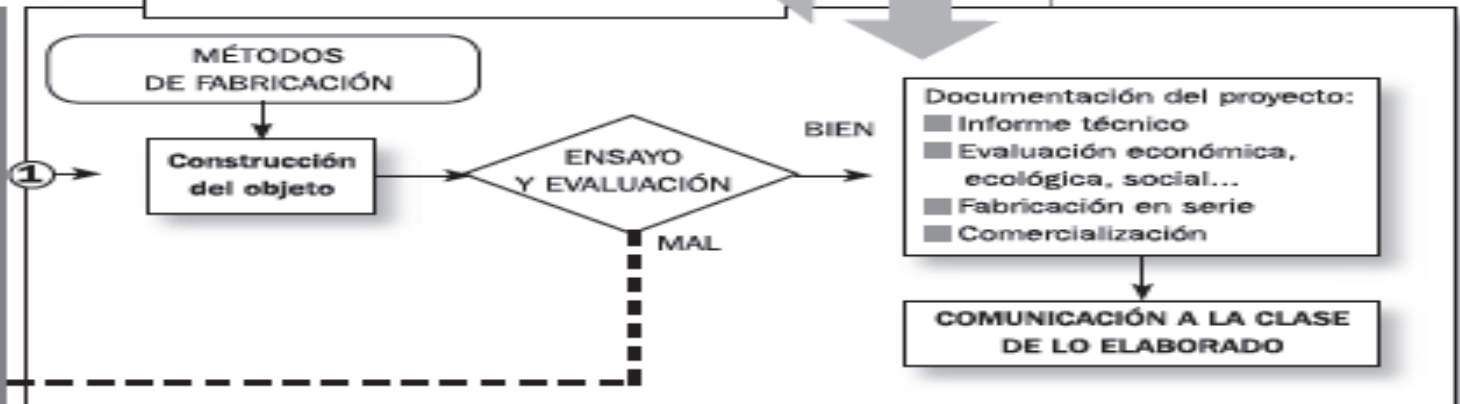 MÉTODOS
DE FABRICACIÓN
1
Construcción
del objeto
ENSAYO
Y EVALUACIÓN
BIEN
MAL
Documentación del proyecto:
Informe técnico
Evaluación económica,
ecológica, social...
Fabricación en serie
Comercialización
COMUNICACIÓN A LA CLASE
DE LO ELABORADO